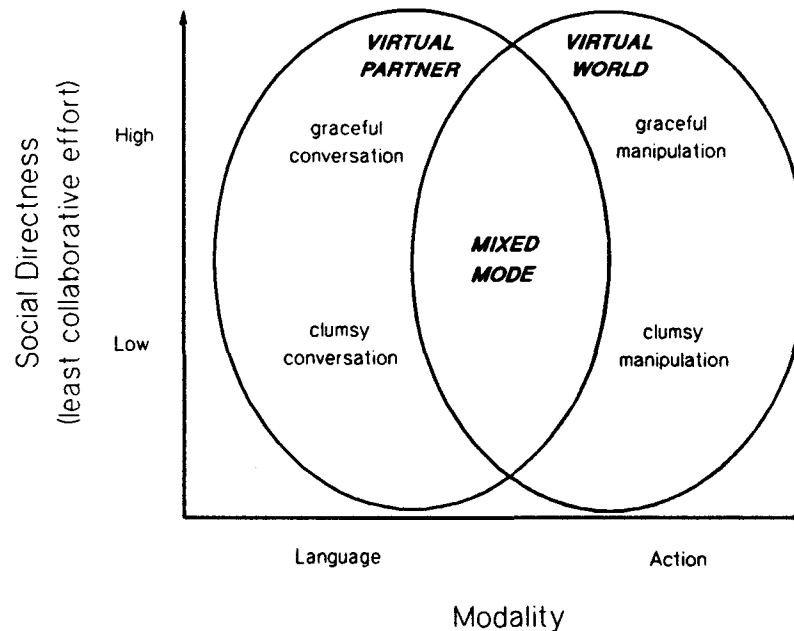 VIRTUAL
PARTNER
VIRTUAL
WORLD
graceful
conversation
graceful
manipulation
MIXED
MODE
clumsy
conversation
clumsy
manipulation
Social Directness
(least collaborative effort)
High
Low
Language
Action
Modality